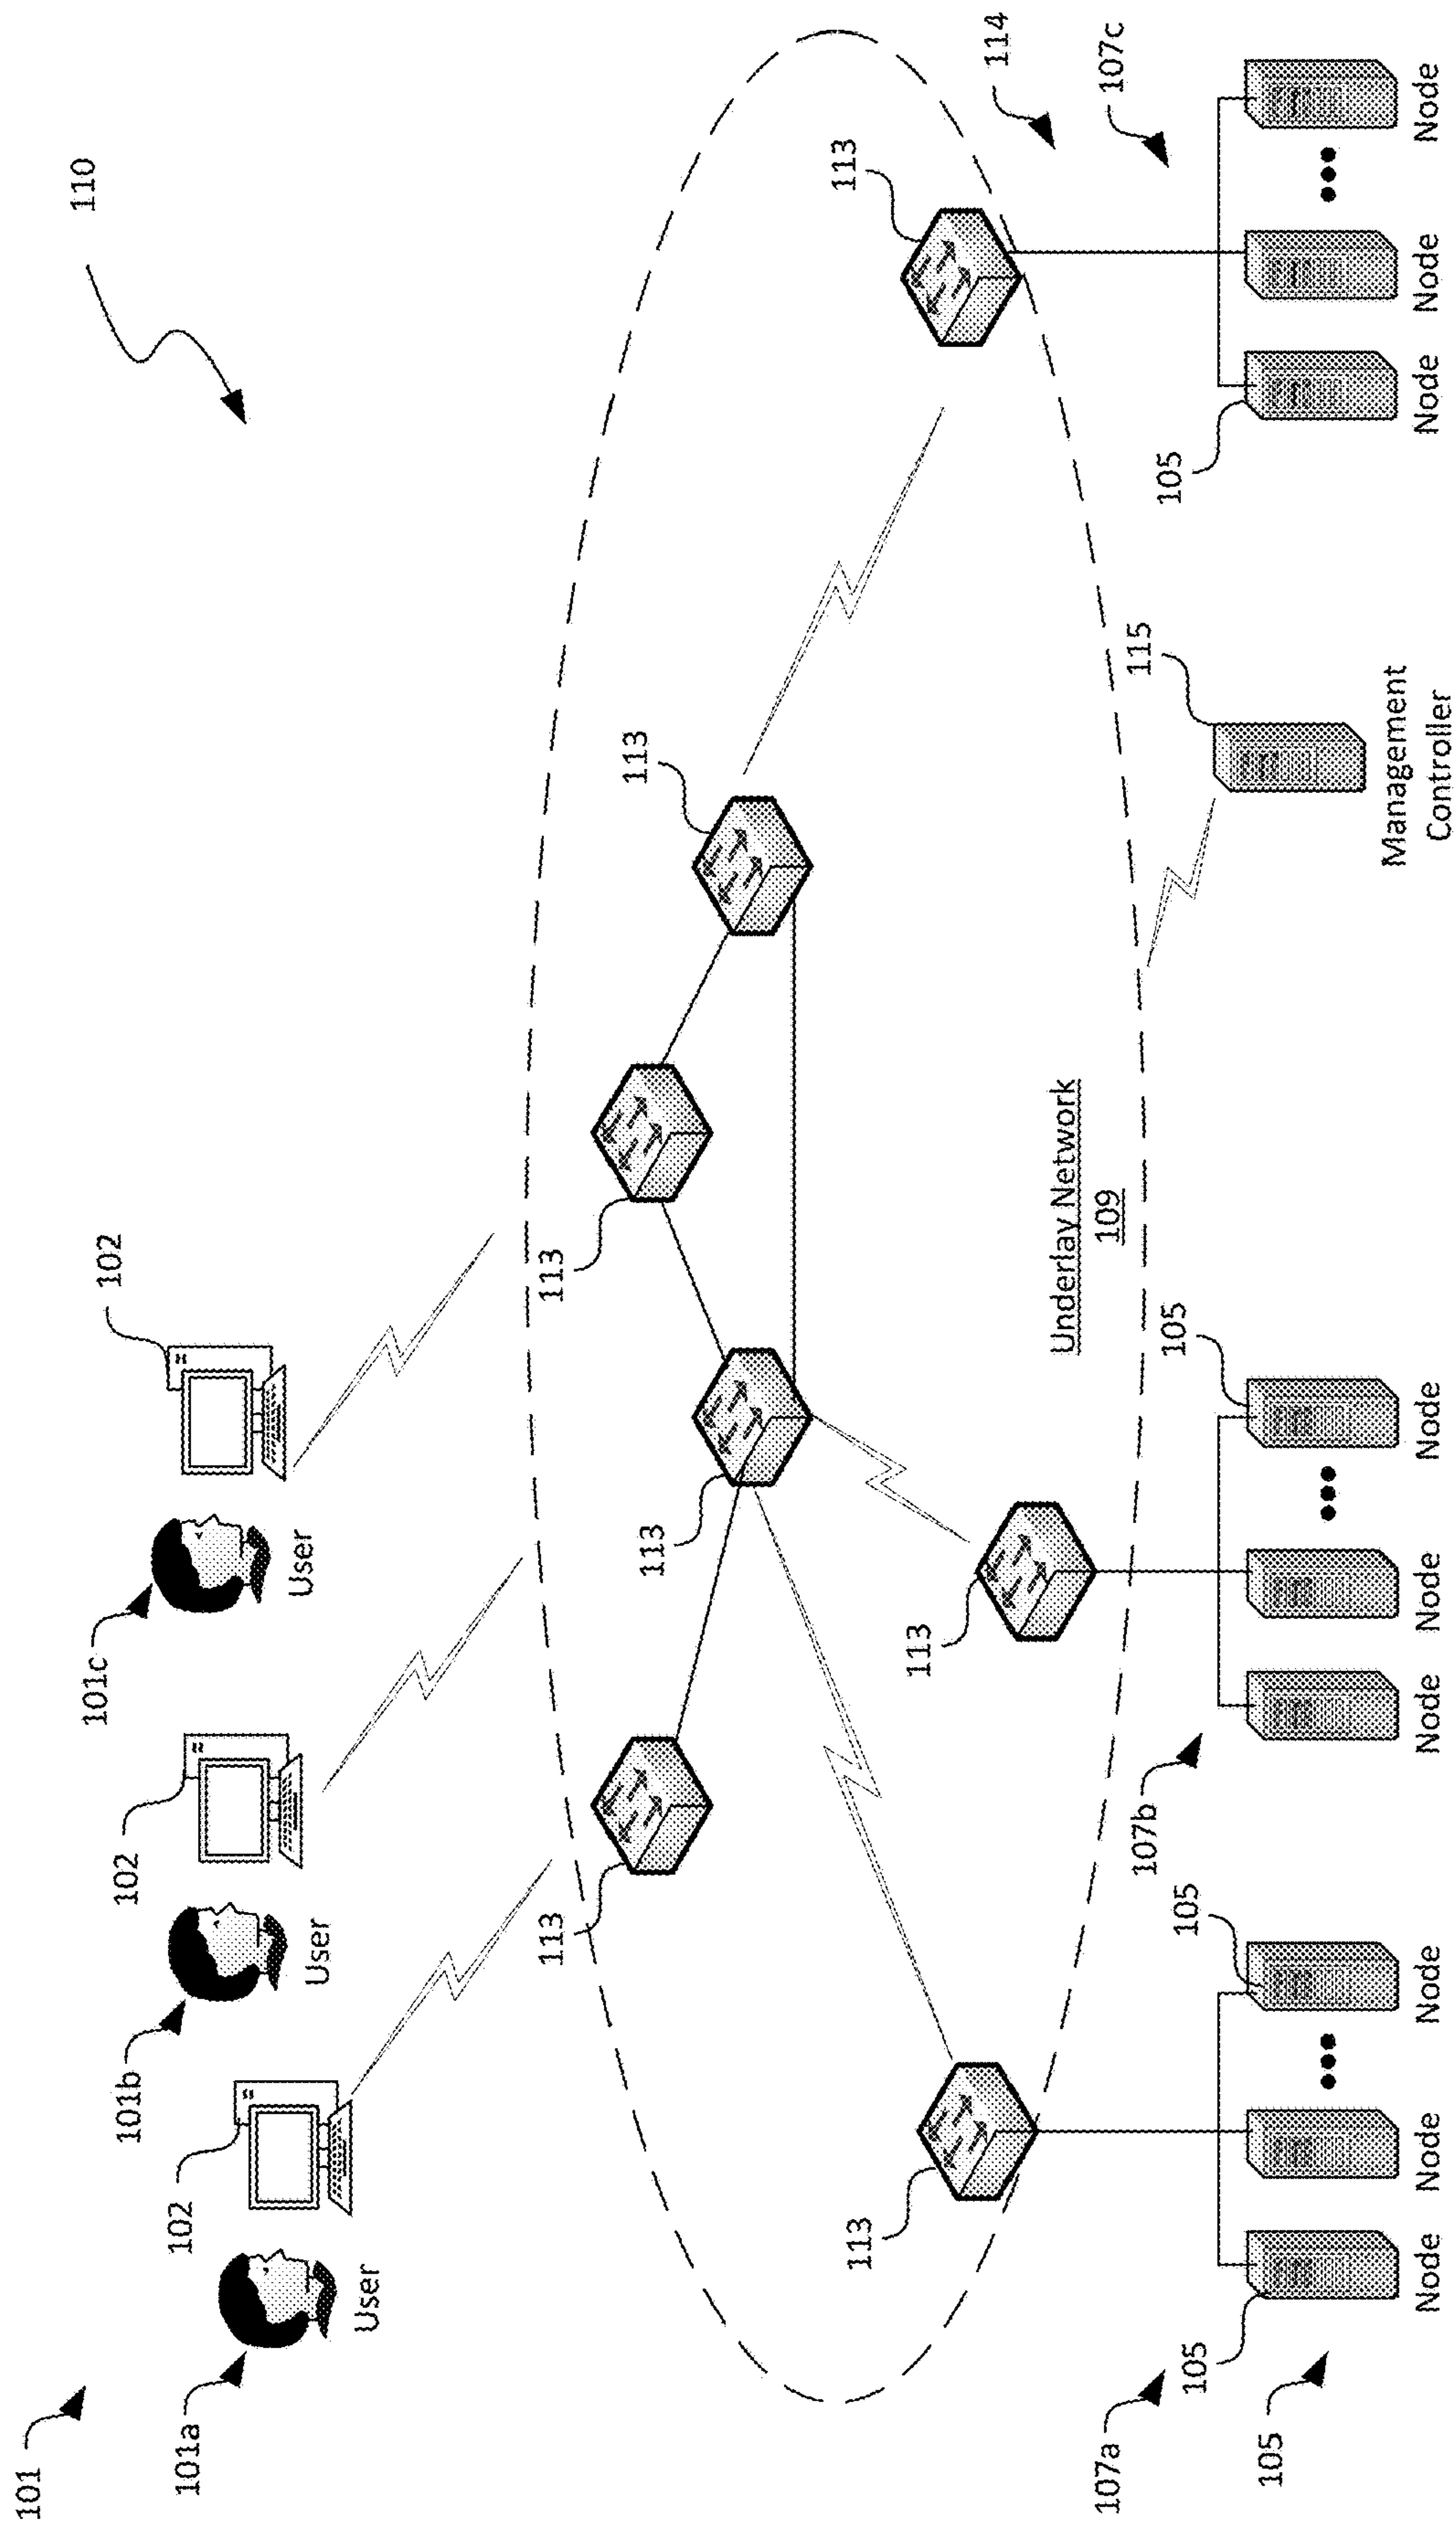 101
110
101a
102
101b
102
101c
102
User
User
User
113
113
113
113
113
113
113
114
107c
Underlay Network
109
115
107a
105
105
107b
105
105
105
Node
Node
Node
Node
Node
Node
Management
Controller
Node
Node
Node